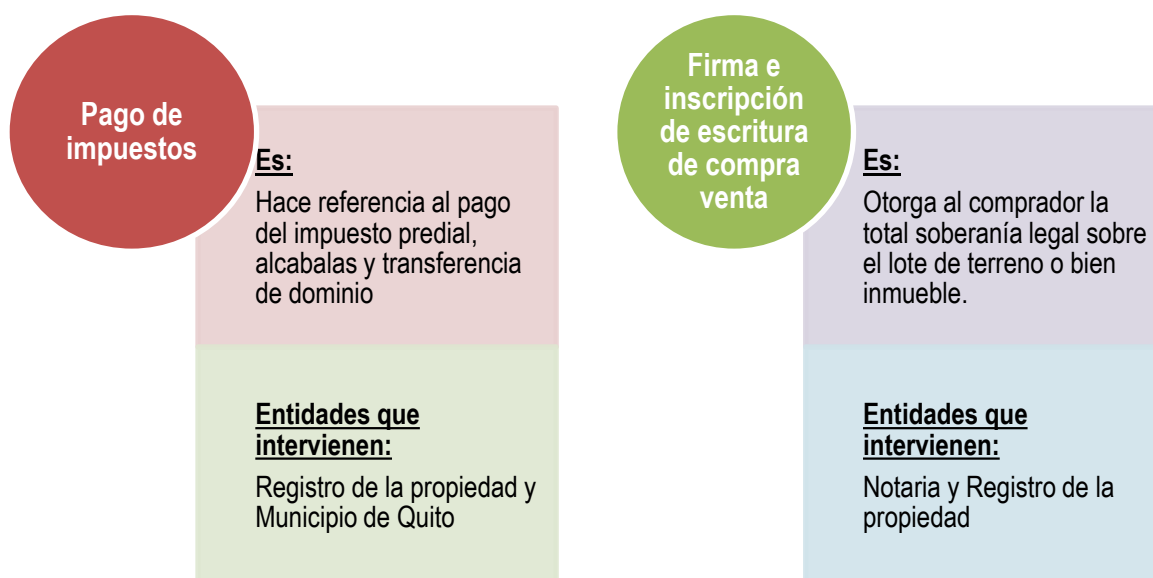 Pago de
impuestos
Es:
Hace referencia al pago
del impuesto predial,
alcabalas y transferencia
de dominio
Entidades que
intervienen:
Registro de la propiedad y
Municipio de Quito
Firma e
inscripción
de escritura
de compra
venta
Es:
Otorga al comprador la
total soberanía legal sobre
el lote de terreno o bien
inmueble.
Entidades que
intervienen:
Notaria y Registro de la
propiedad